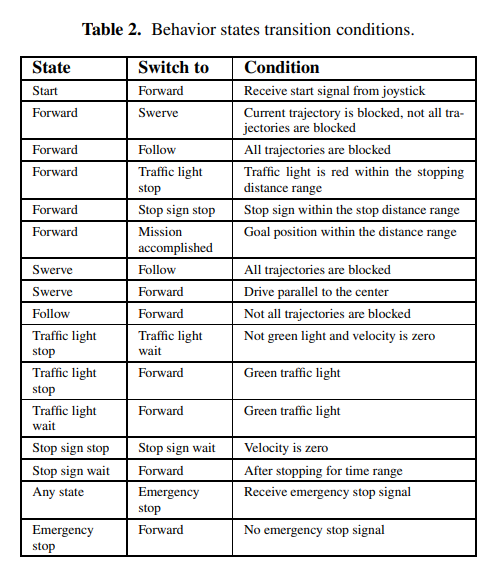 Table 2. Behavior states transition conditions.
State Switch to Condition
Start Forward Receive start signal from joystick
Forward Swerve Current trajectory is blocked, not all tra-
jectories are blocked
Forward Follow All trajectories are blocked
Forward Traffic light Traffic light is red within the stopping
stop distance range
Forward Stop sign stop Stop sign within the stop distance range
Forward Mission Goal position within the distance range
accomplished
Swerve Follow All trajectories are blocked
Swerve Forward Drive parallel to the center
Follow Forward Not all trajectories are blocked
Traffic light Traffic light Not green light and velocity is zero
stop wait
Traffic light Forward Green traffic light
stop
Traffic light Forward Green traffic light
wait
Stop sign stop Stop sign wait Velocity is zero
Stop sign wait Forward After stopping for time range
Any state Emergency Receive emergency stop signal
stop
Emergency Forward No emergency stop signal
stop